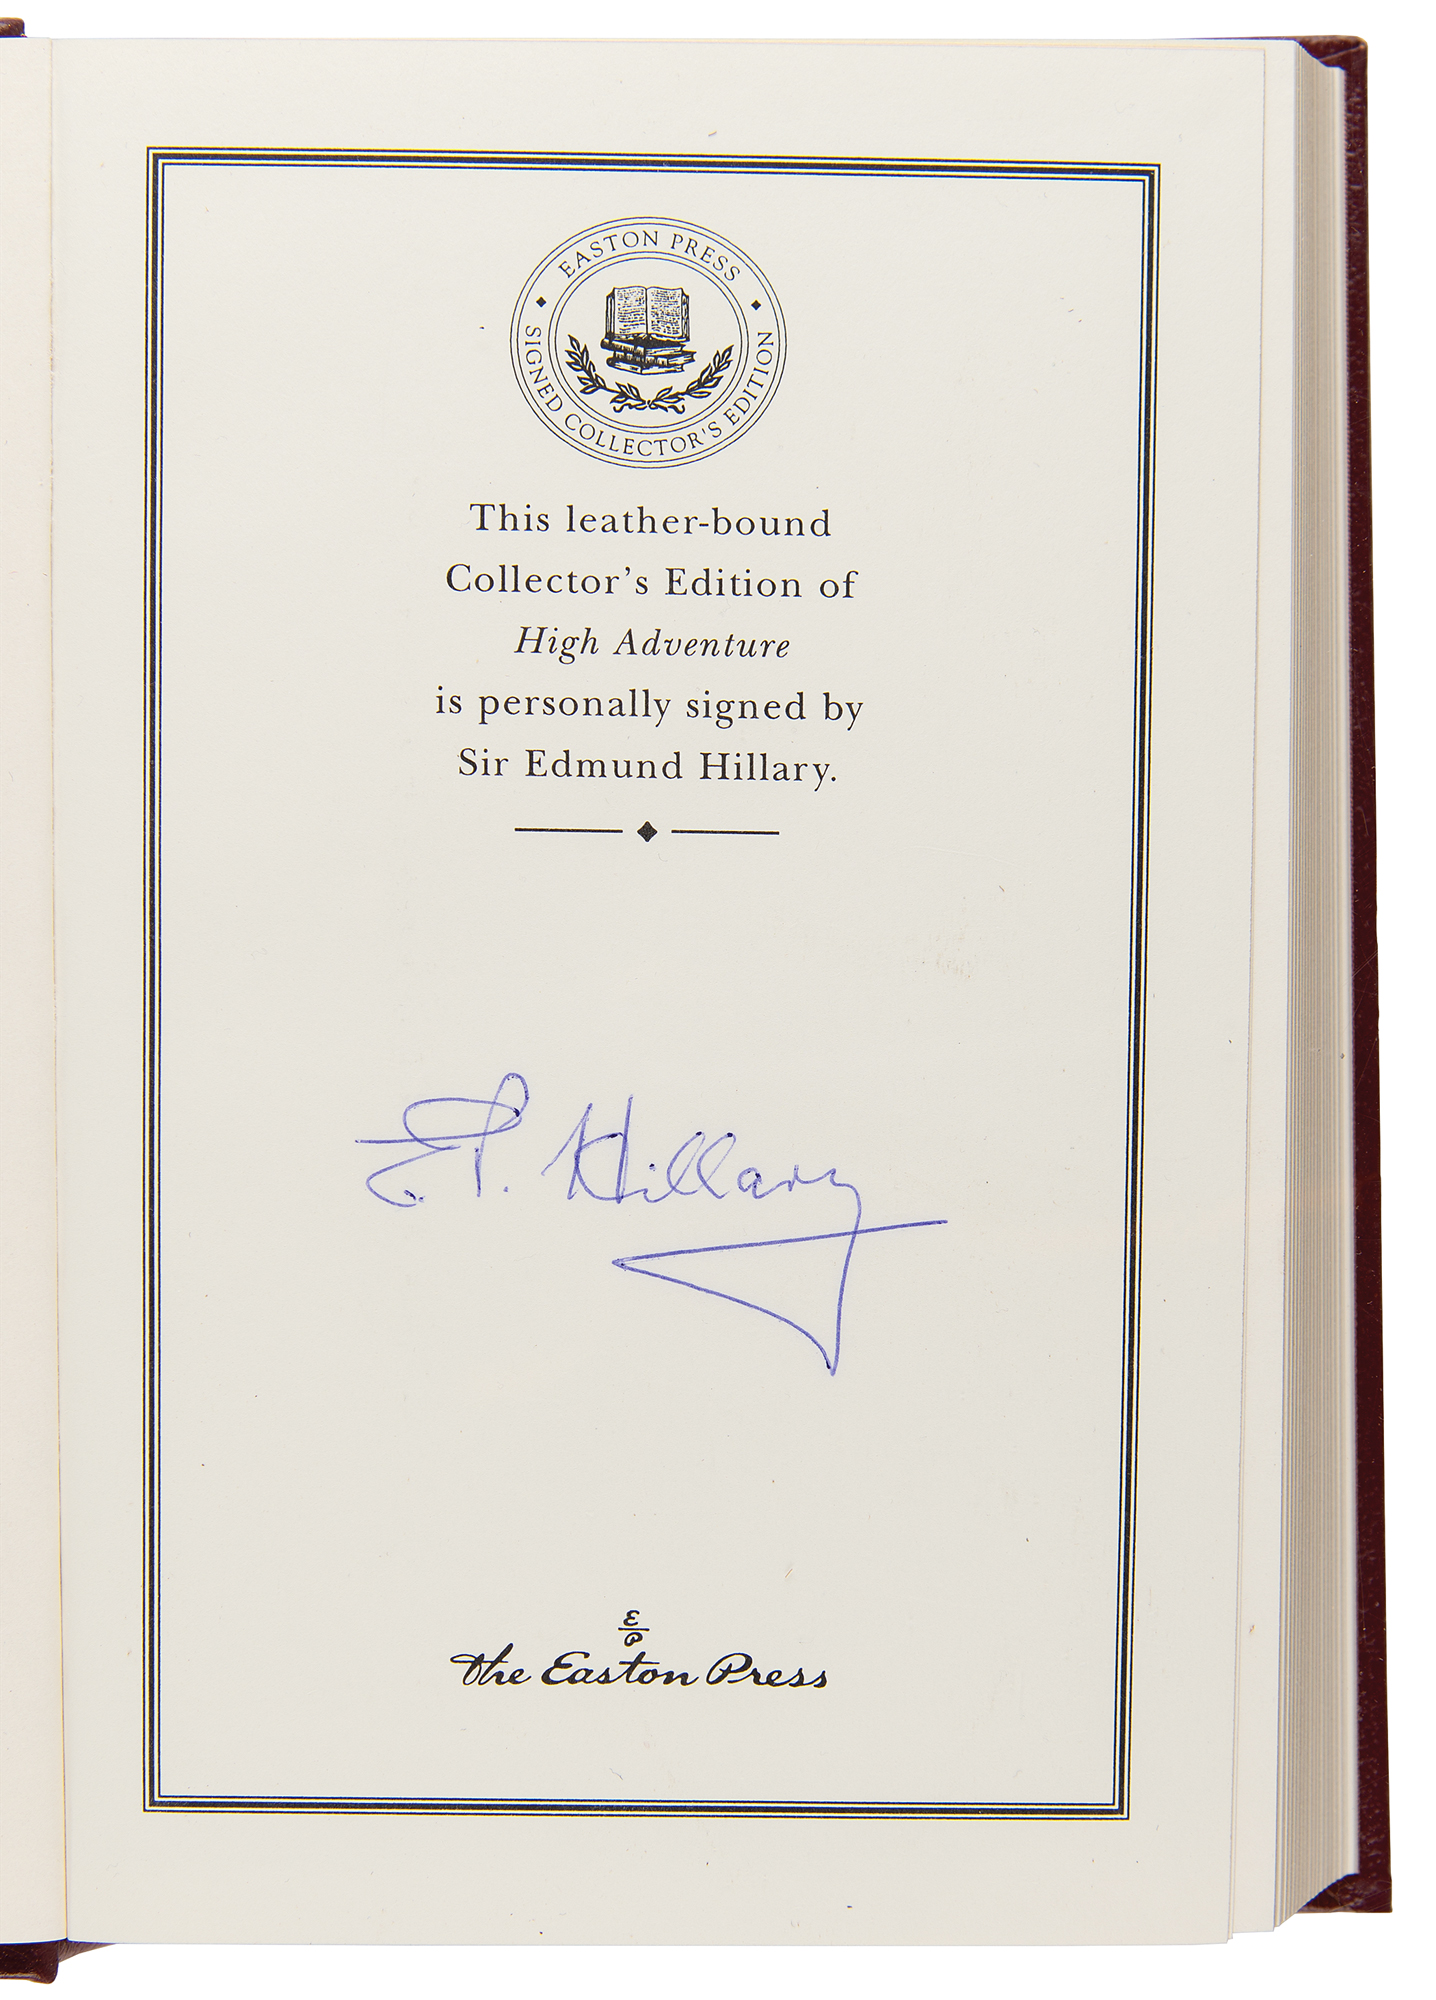 EASTON PRESS
SIGNED COLLECTOR'S EDITION
This leather-bound
Collector's Edition of
High Adventure
is personally signed by
Sir Edmund Hillary.
E.P. Hillary
E
P
The Easton Press